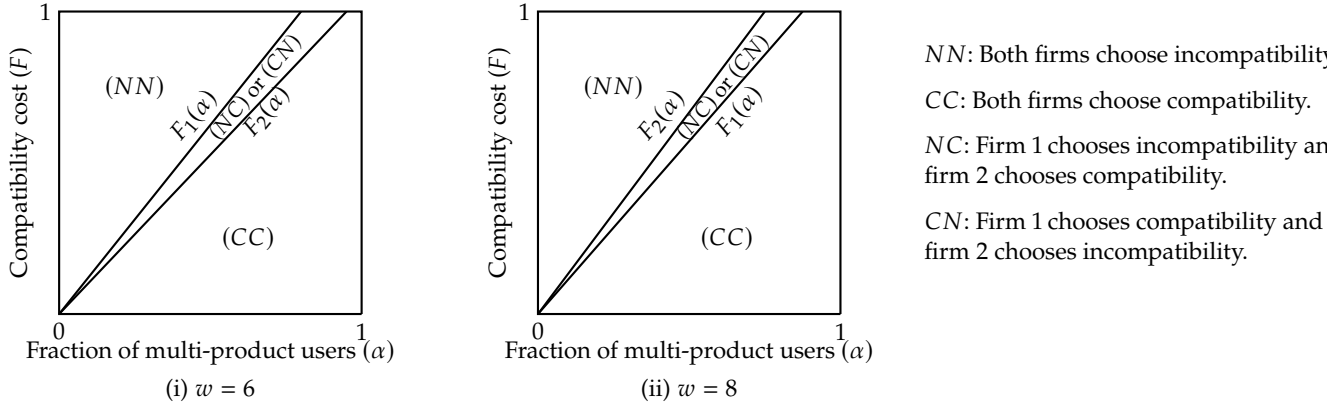 1
Compatibility cost (F)
(NN)
F₁(α)
(NC) or (CN)
F₂(α)
(CC)
0
1
Fraction of multi-product users (α)
(i) w = 6
1
Compatibility cost (F)
(NN)
F₂(α)
(NC) or (CN)
F₁(α)
(CC)
0
1
Fraction of multi-product users (α)
(ii) w = 8
NN: Both firms choose incompatibility
CC: Both firms choose compatibility.
NC: Firm 1 chooses incompatibility an
firm 2 chooses compatibility.
CN: Firm 1 chooses compatibility and
firm 2 chooses incompatibility.